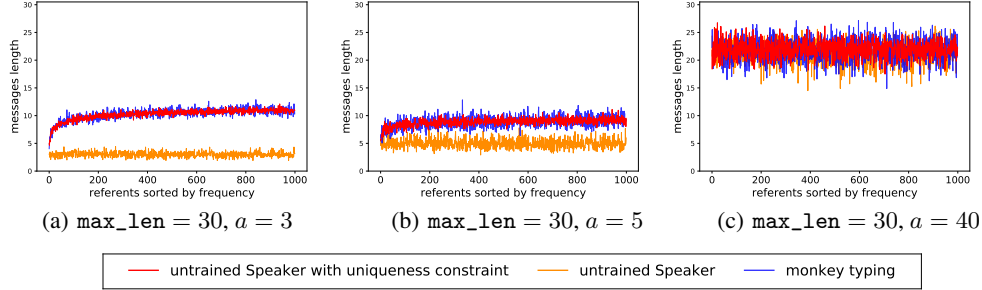 messages length
30
25
20
15
10
5
0
0 200 400 600 800 1000
referents sorted by frequency
(a) max_len = 30, a = 3
messages length
30
25
20
15
10
5
0
0 200 400 600 800 1000
referents sorted by frequency
(b) max_len = 30, a = 5
messages length
30
25
20
15
10
5
0
0 200 400 600 800 1000
referents sorted by frequency
(c) max_len = 30, a = 40
untrained Speaker with uniqueness constraint untrained Speaker monkey typing